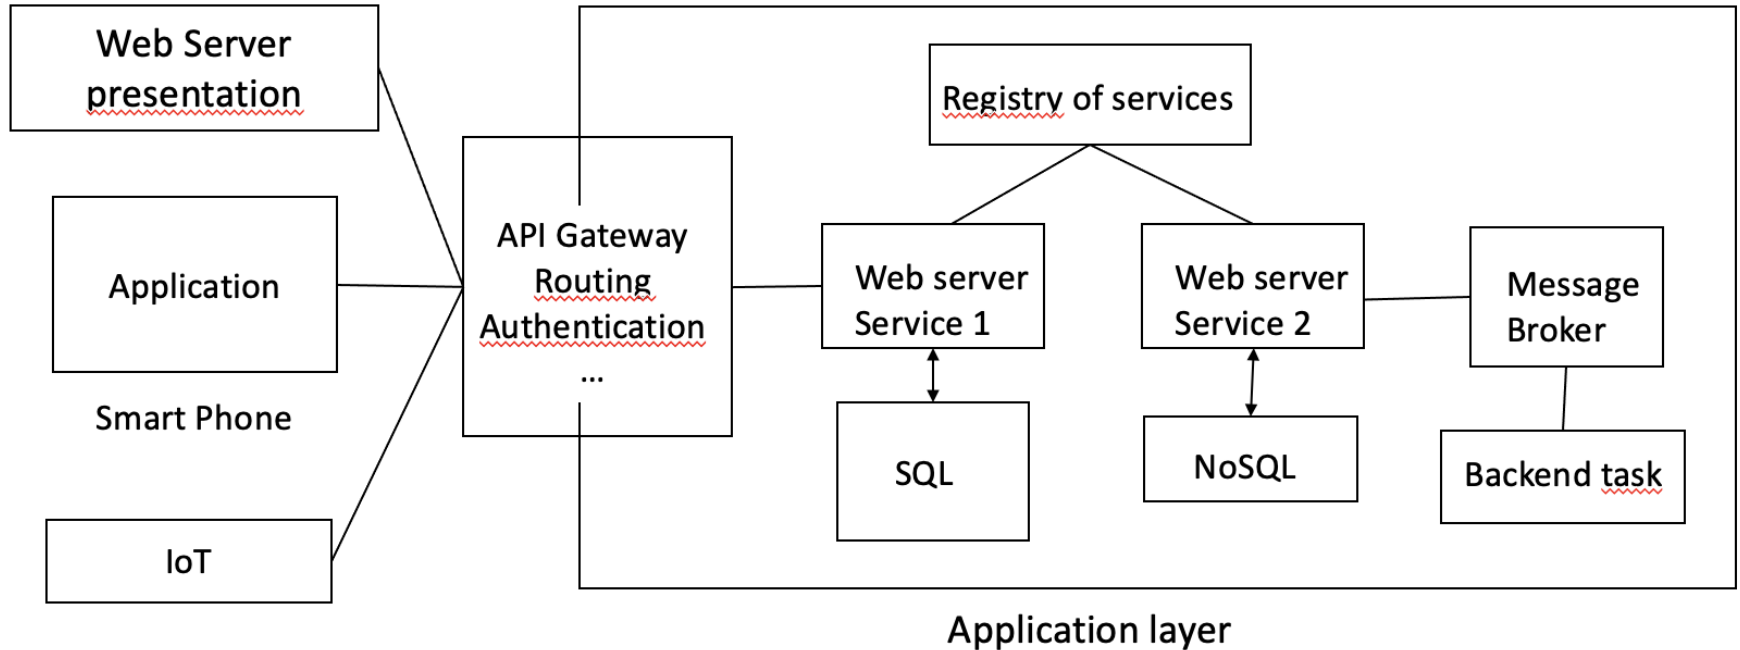 Web Server
presentation
Application
Smart Phone
IoT
API Gateway
Routing
Authentication
...
Registry of services
Web server
Service 1
SQL
Web server
Service 2
NoSQL
Message
Broker
Backend task
Application layer